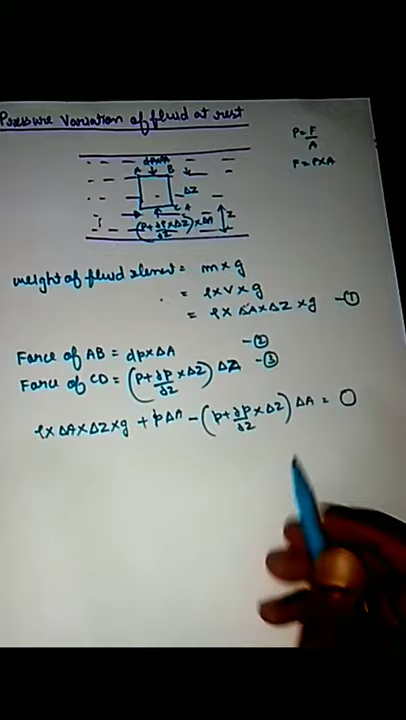 Pressure Variation of fluid at rest
P = F/A
F = P×A
A B
ΔZ
C
Z
(P + ∂p/∂z × ΔZ) × ΔA
Weight of fluid element = m × g
= ρ × V × g
= ρ × ΔA × ΔZ × g —①
Force of AB = dp × ΔA —②
Force of CD = (P + ∂p/∂z × ΔZ) ΔZ —③
ρ × ΔA × ΔZ × g + pΔA − (P + ∂p/∂z × ΔZ) ΔA = 0